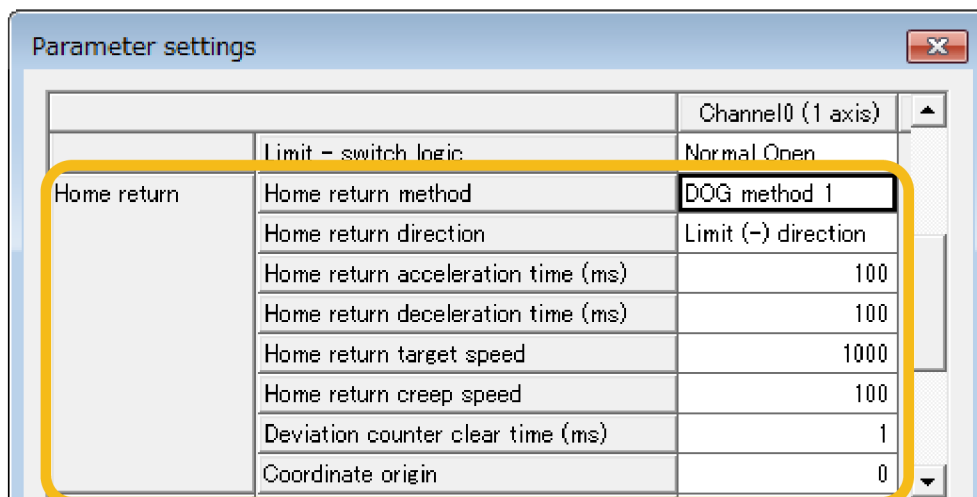 Parameter settings
Channel0 (1 axis)
Limit - switch logic Normal Open
Home return Home return method DOG method 1
Home return direction Limit (-) direction
Home return acceleration time (ms) 100
Home return deceleration time (ms) 100
Home return target speed 1000
Home return creep speed 100
Deviation counter clear time (ms) 1
Coordinate origin 0